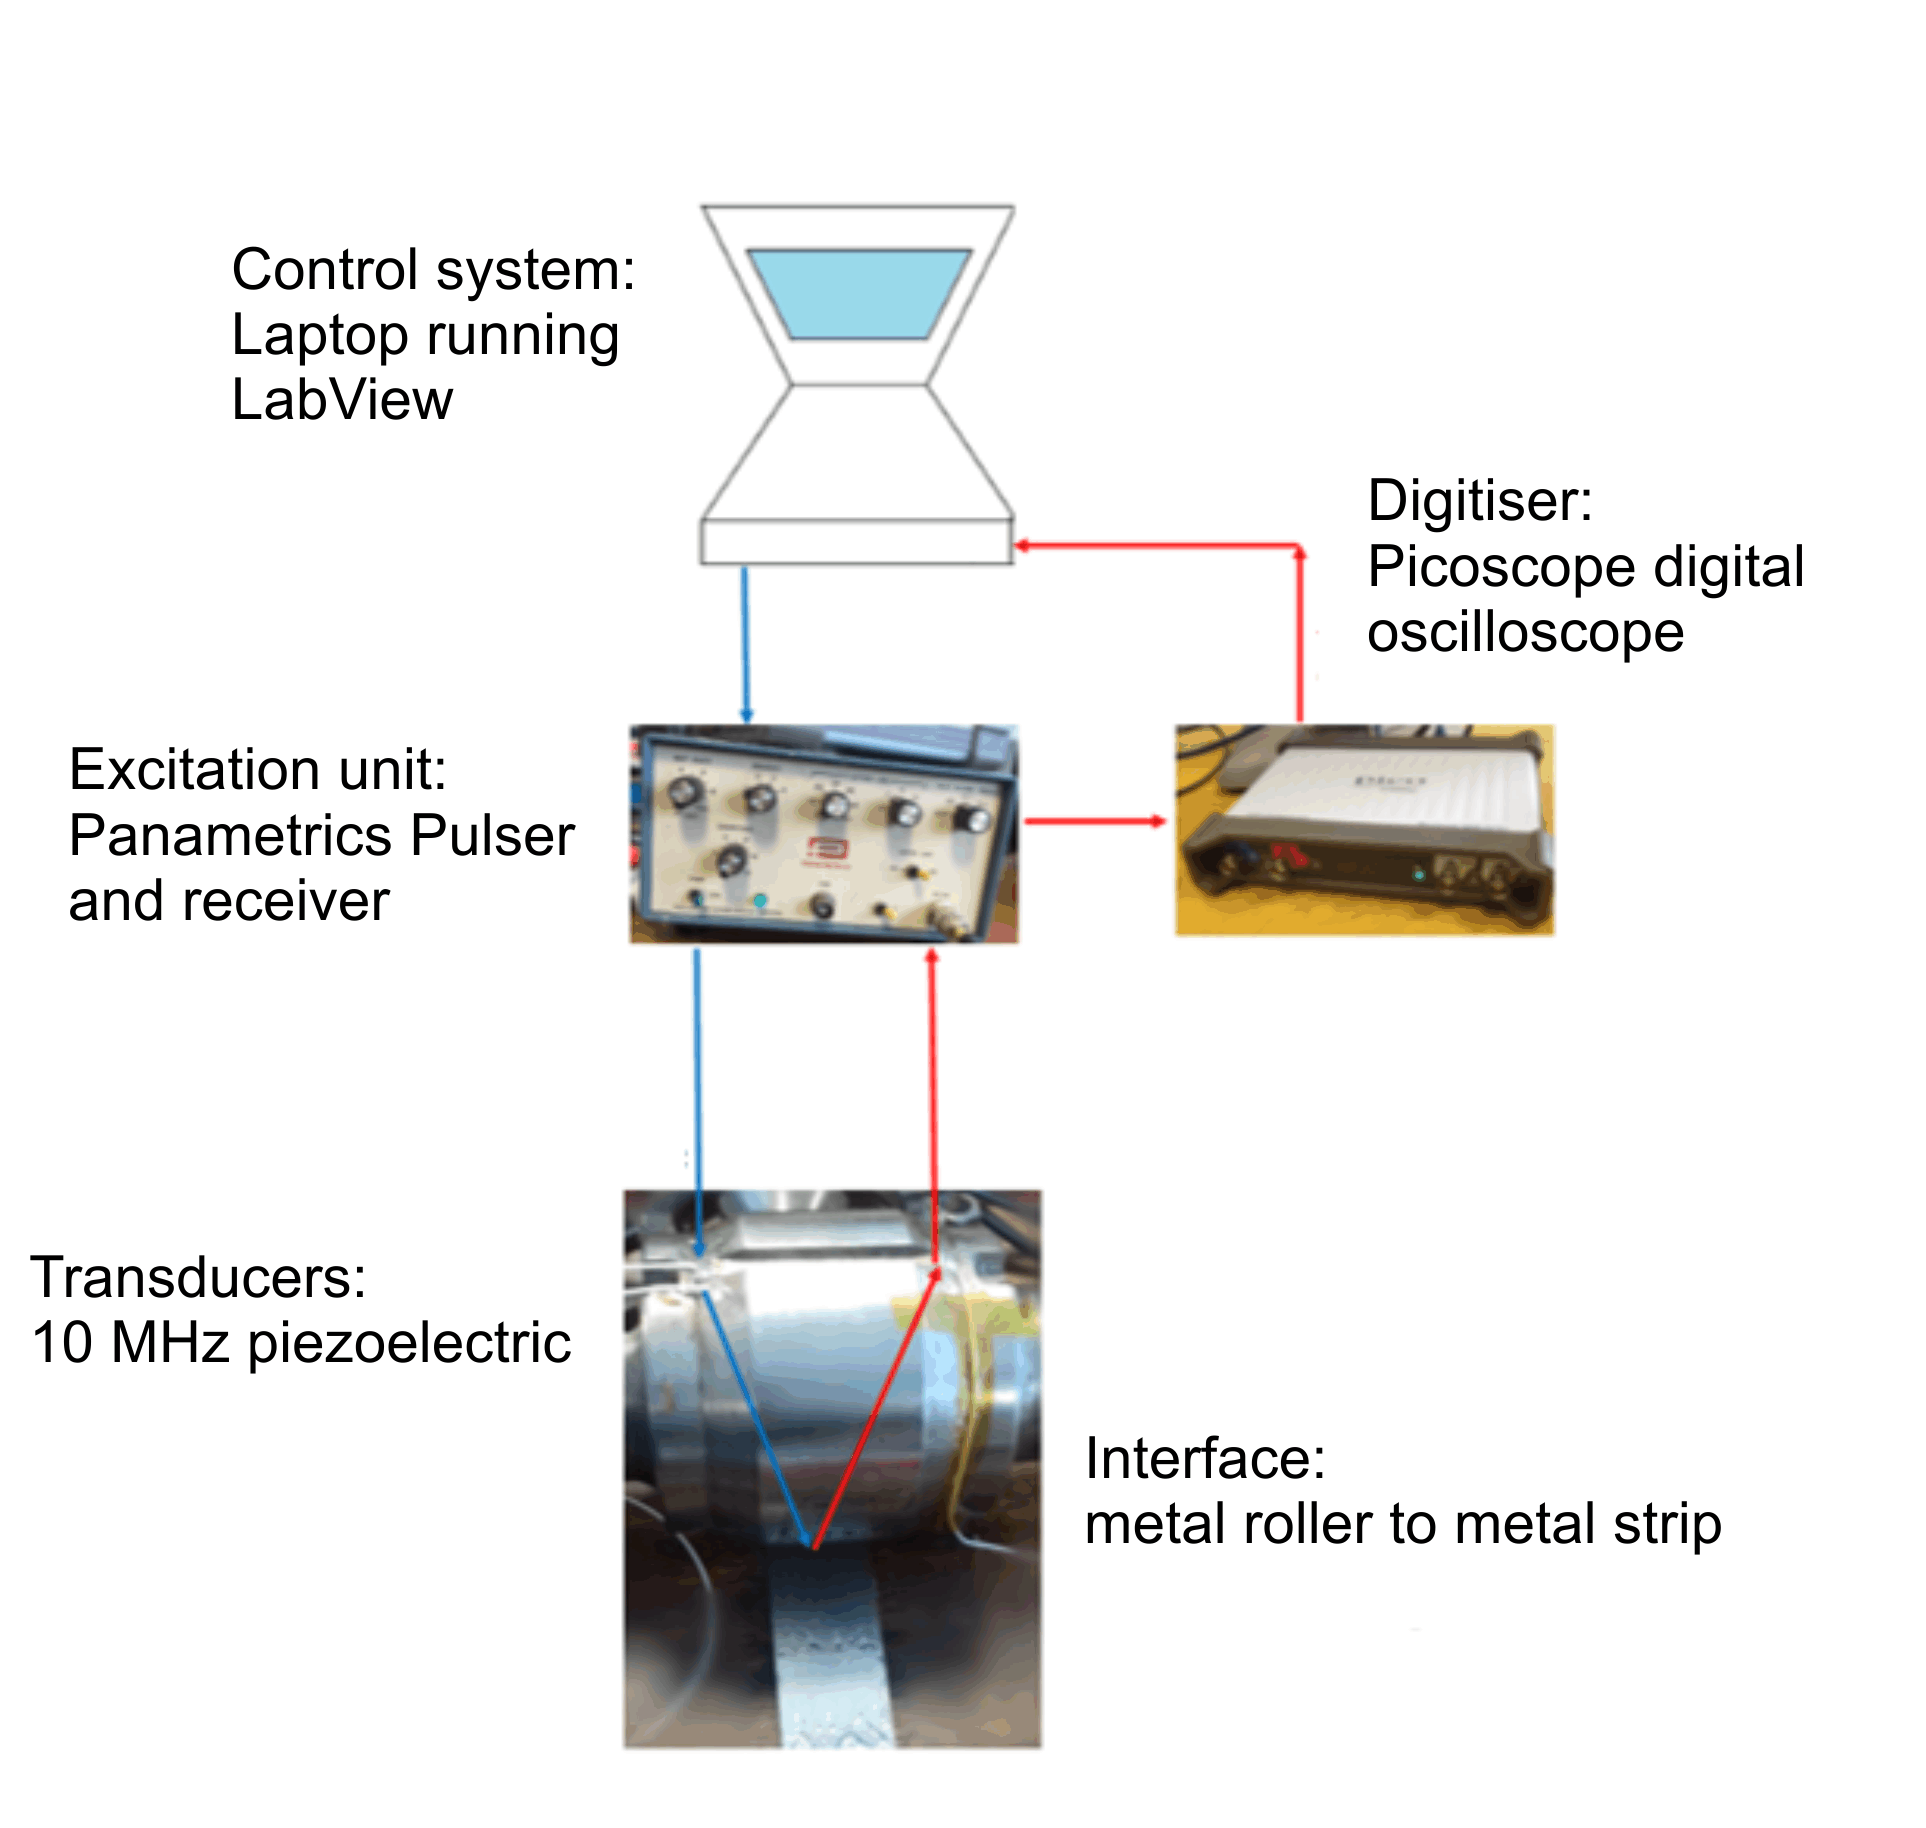 Control system:
Laptop running
LabView
Digitiser:
Picoscope digital
oscilloscope
Excitation unit:
Panametrics Pulser
and receiver
Transducers:
10 MHz piezoelectric
Interface:
metal roller to metal strip